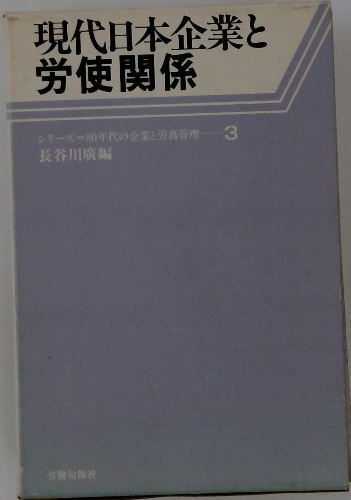 現代日本企業と
労使関係
シリーズ=80年代の企業と労務管理——3
長谷川廣編
労働旬報社